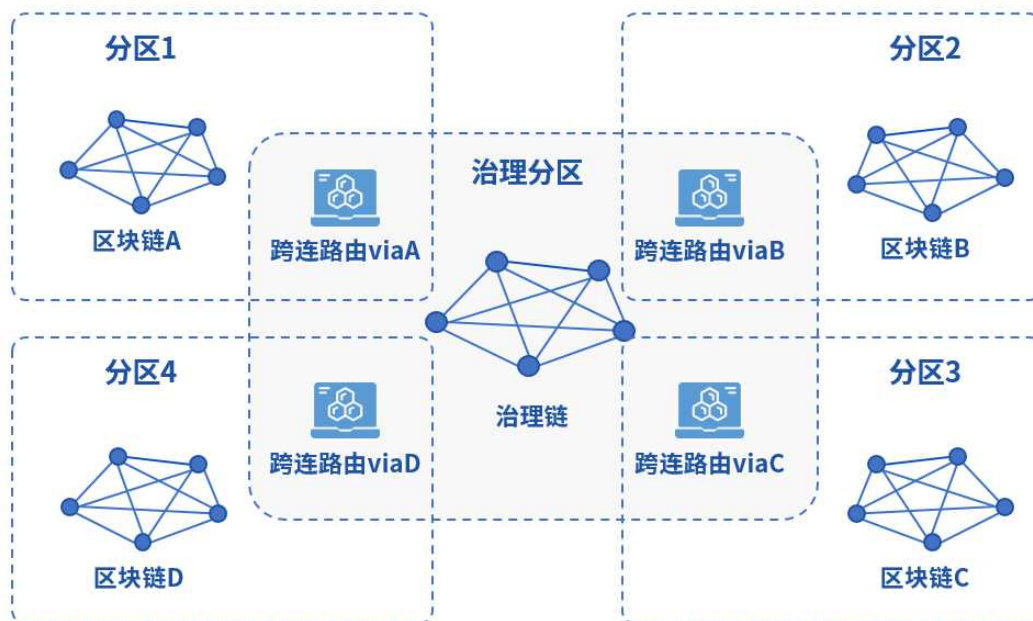 分区1
分区2
区块链A
跨连路由viaA
治理分区
跨连路由viaB
区块链B
分区4
分区3
跨连路由viaD
治理链
跨连路由viaC
区块链D
区块链C